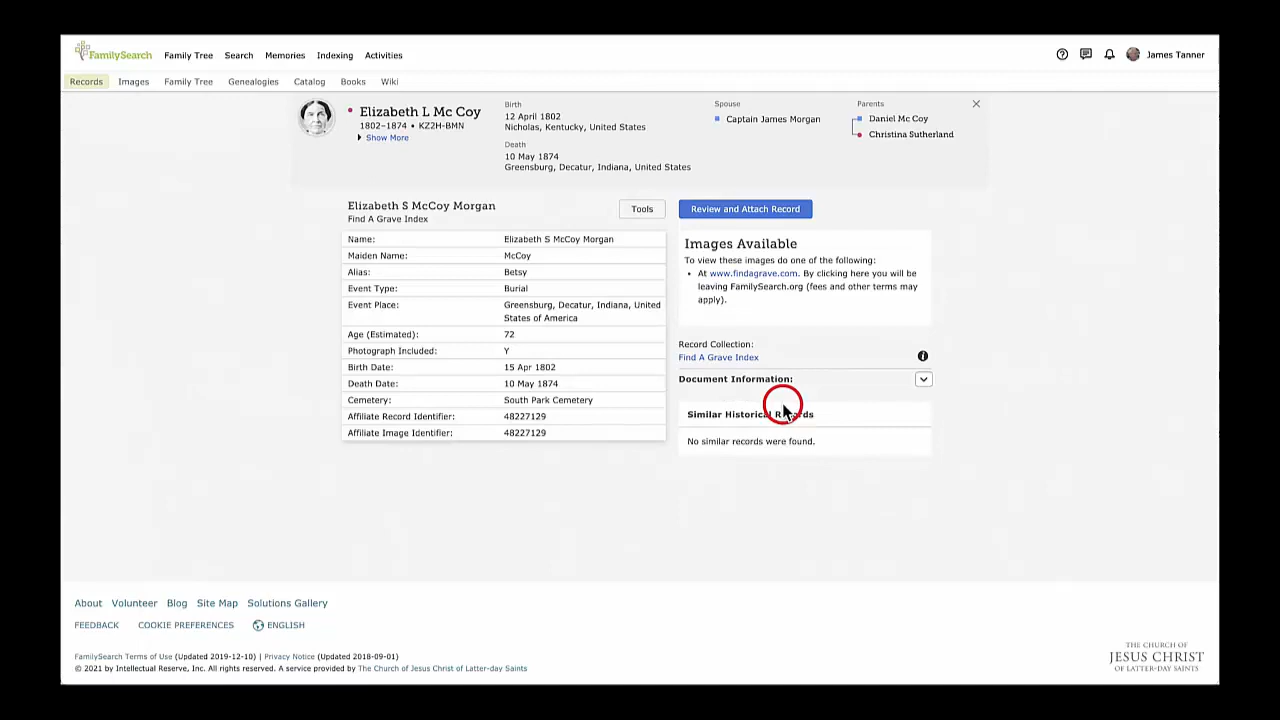 FamilySearch Family Tree Search Memories Indexing Activities James Tanner
Records Images Family Tree Genealogies Catalog Books Wiki
Elizabeth L Mc Coy
1802–1874 • KZ2H-BMN
Show More
Birth
12 April 1802
Nicholas, Kentucky, United States
Death
10 May 1874
Greensburg, Decatur, Indiana, United States
Spouse
Captain James Morgan
Parents
Daniel Mc Coy
Christina Sutherland
Elizabeth S McCoy Morgan
Find A Grave Index
Tools
Name: Elizabeth S McCoy Morgan
Maiden Name: McCoy
Alias: Betsy
Event Type: Burial
Event Place: Greensburg, Decatur, Indiana, United
States of America
Age (Estimated): 72
Photograph Included: Y
Birth Date: 15 Apr 1802
Death Date: 10 May 1874
Cemetery: South Park Cemetery
Affiliate Record Identifier: 48227129
Affiliate Image Identifier: 48227129
Review and Attach Record
Images Available
To view these images do one of the following:
• At www.findagrave.com. By clicking here you will be
leaving FamilySearch.org (fees and other terms may
apply).
Record Collection:
Find A Grave Index
Document Information:
Similar Historical Records
No similar records were found.
About Volunteer Blog Site Map Solutions Gallery
FEEDBACK COOKIE PREFERENCES ENGLISH
FamilySearch Terms of Use (Updated 2019-12-10) | Privacy Notice (Updated 2018-09-01)
© 2021 by Intellectual Reserve, Inc. All rights reserved. A service provided by The Church of Jesus Christ of Latter-day Saints
THE CHURCH OF
JESUS CHRIST
OF LATTER-DAY SAINTS